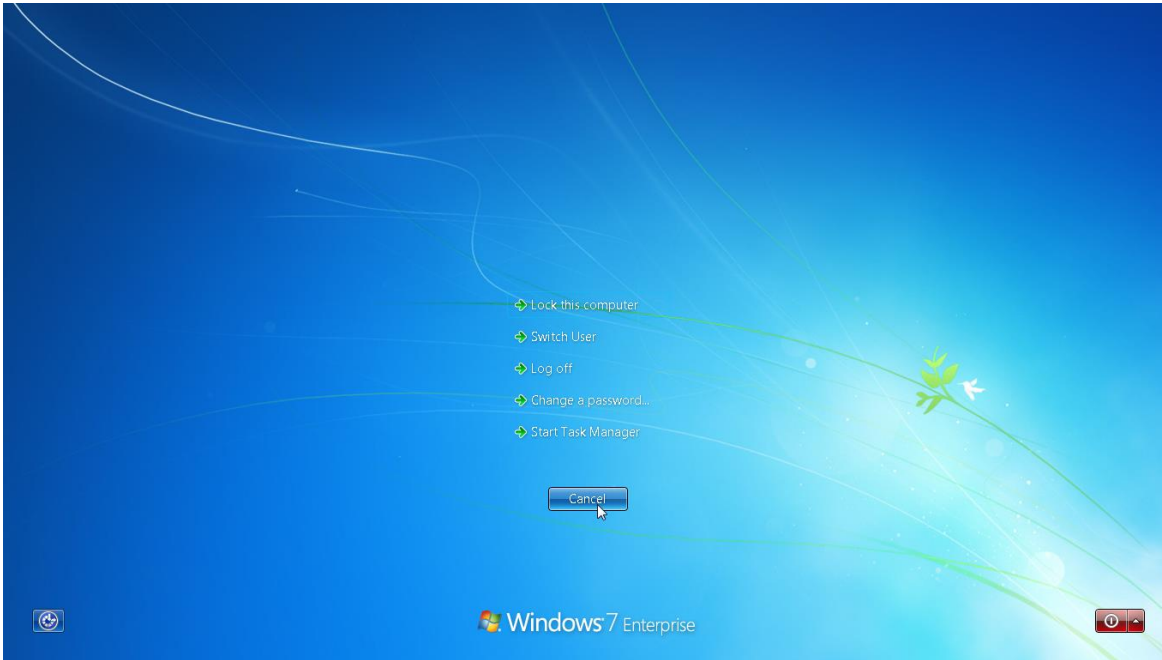 Lock this computer
Switch User
Log off
Change a password...
Start Task Manager
Cancel
Windows 7 Enterprise